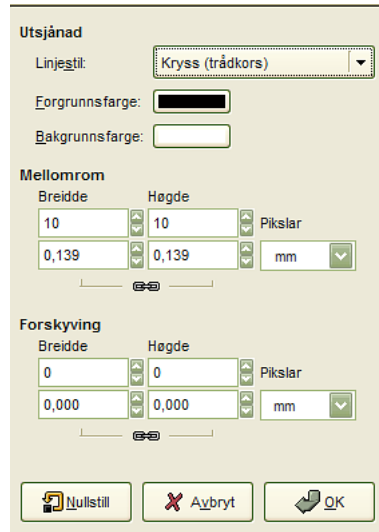 Utsjånad
Linjestil: Kryss (trådkors)
Forgrunnsfarge:
Bakgrunnsfarge:
Mellomrom
Breidde Høgde
10 10 Pikslar
0,139 0,139 mm
Forskyving
Breidde Høgde
0 0 Pikslar
0,000 0,000 mm
Nullstill Avbryt OK